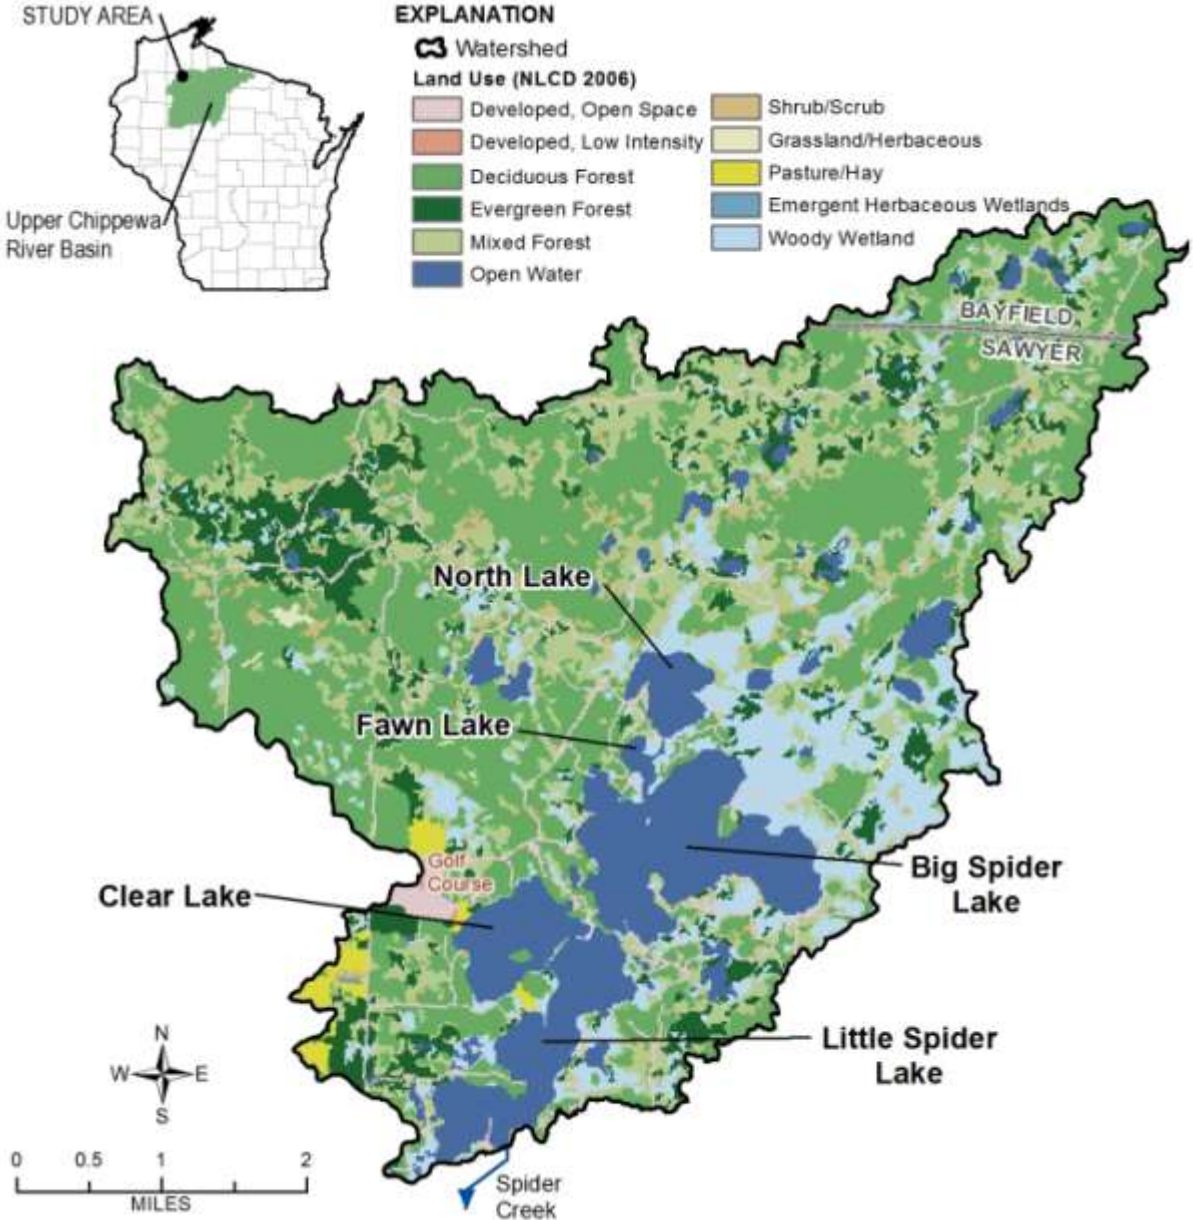 STUDY AREA
Upper Chippewa
River Basin
EXPLANATION
Watershed
Land Use (NLCD 2006)
Developed, Open Space
Developed, Low Intensity
Deciduous Forest
Evergreen Forest
Mixed Forest
Open Water
Shrub/Scrub
Grassland/Herbaceous
Pasture/Hay
Emergent Herbaceous Wetlands
Woody Wetland
BAYFIELD
SAWYER
North Lake
Fawn Lake
Golf
Course
Clear Lake
Big Spider
Lake
Little Spider
Lake
N
W E
S
0 0.5 1 2
MILES
Spider
Creek